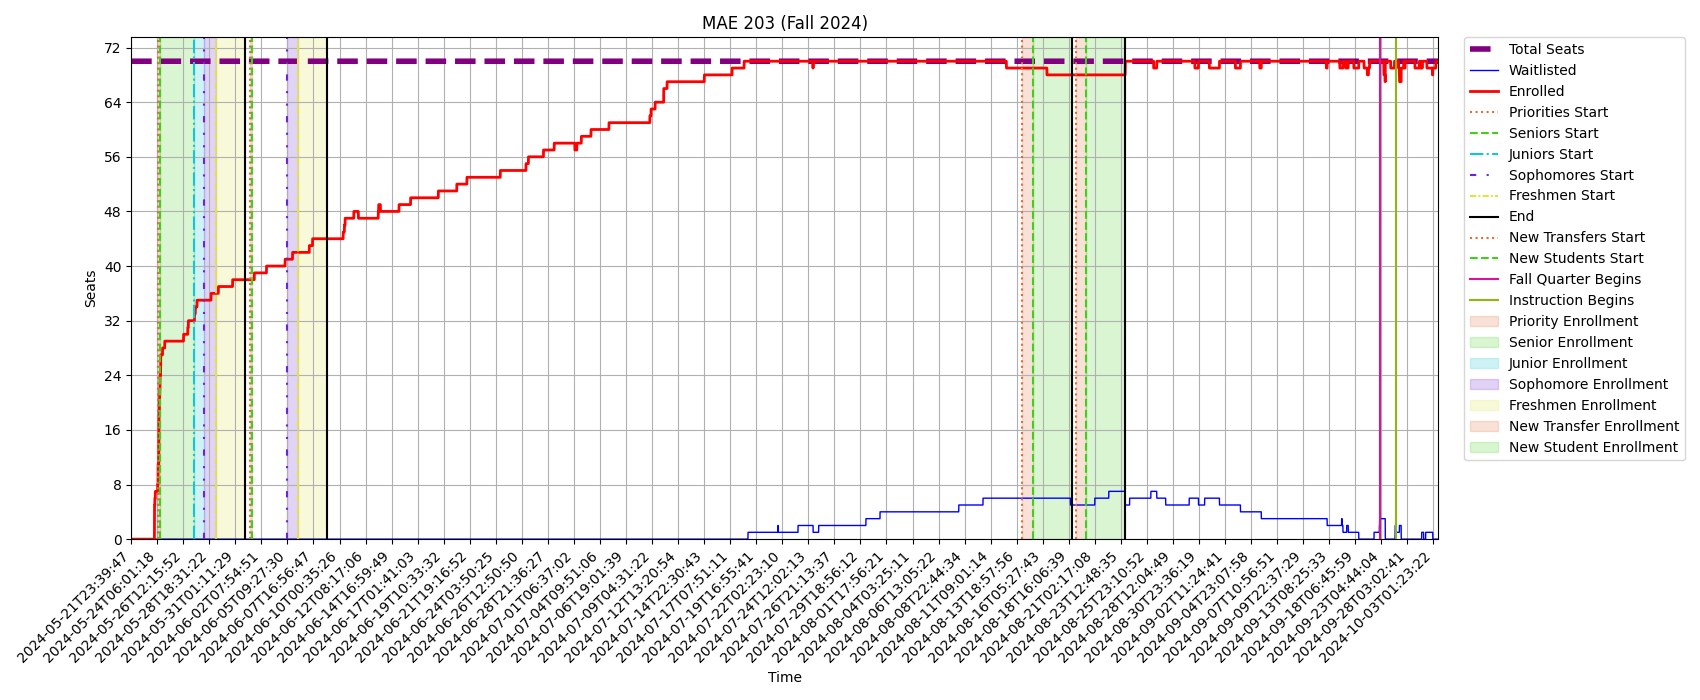 MAE 203 (Fall 2024)
Seats
72
64
56
48
40
32
24
16
8
0
2024-05-21T23:39:47
2024-05-24T06:01:18
2024-05-26T12:15:52
2024-05-28T18:31:22
2024-05-31T01:11:29
2024-06-02T07:54:51
2024-06-05T09:27:30
2024-06-07T16:56:47
2024-06-10T00:35:26
2024-06-12T08:17:06
2024-06-14T16:59:49
2024-06-17T01:41:03
2024-06-19T10:33:32
2024-06-21T19:16:52
2024-06-24T03:50:25
2024-06-26T12:50:50
2024-06-28T21:36:27
2024-07-01T06:37:02
2024-07-04T09:51:06
2024-07-06T19:01:39
2024-07-09T04:31:22
2024-07-12T13:20:54
2024-07-14T22:30:43
2024-07-17T07:51:11
2024-07-19T16:55:41
2024-07-22T02:23:10
2024-07-24T12:02:13
2024-07-26T21:13:37
2024-07-29T18:56:12
2024-08-01T17:56:21
2024-08-04T03:25:11
2024-08-06T13:05:22
2024-08-08T22:44:34
2024-08-11T09:01:14
2024-08-13T18:57:56
2024-08-16T05:27:43
2024-08-18T16:06:39
2024-08-21T02:17:08
2024-08-23T12:48:35
2024-08-25T23:10:52
2024-08-28T12:04:49
2024-08-30T23:36:19
2024-09-02T11:24:41
2024-09-04T23:07:58
2024-09-07T10:56:51
2024-09-09T22:37:29
2024-09-13T08:25:33
2024-09-18T06:45:59
2024-09-23T04:44:04
2024-09-28T03:02:41
2024-10-03T01:23:22
Time
Total Seats
Waitlisted
Enrolled
Priorities Start
Seniors Start
Juniors Start
Sophomores Start
Freshmen Start
End
New Transfers Start
New Students Start
Fall Quarter Begins
Instruction Begins
Priority Enrollment
Senior Enrollment
Junior Enrollment
Sophomore Enrollment
Freshmen Enrollment
New Transfer Enrollment
New Student Enrollment